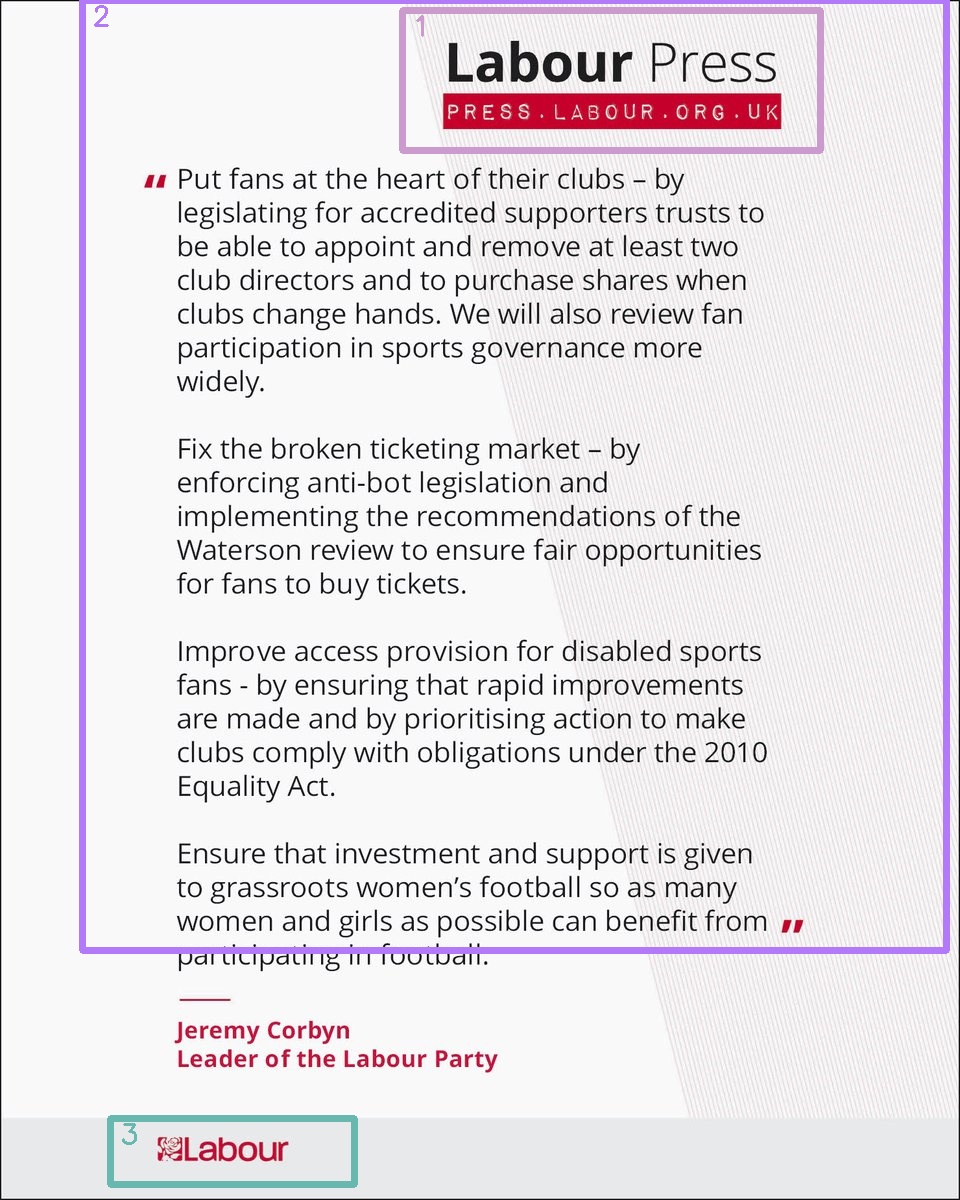 Labour Press
PRESS.LABOUR.ORG.UK
" Put fans at the heart of their clubs – by
legislating for accredited supporters trusts to
be able to appoint and remove at least two
club directors and to purchase shares when
clubs change hands. We will also review fan
participation in sports governance more
widely.
Fix the broken ticketing market – by
enforcing anti-bot legislation and
implementing the recommendations of the
Waterson review to ensure fair opportunities
for fans to buy tickets.
Improve access provision for disabled sports
fans - by ensuring that rapid improvements
are made and by prioritising action to make
clubs comply with obligations under the 2010
Equality Act.
Ensure that investment and support is given
to grassroots women's football so as many
women and girls as possible can benefit from "
participating in football.
Jeremy Corbyn
Leader of the Labour Party
Labour
1
2
3